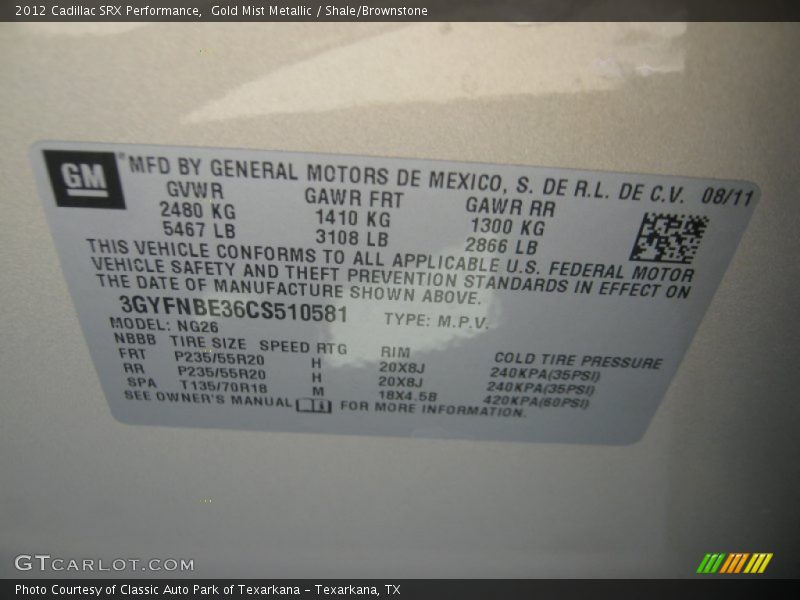 2012 Cadillac SRX Performance,  Gold Mist Metallic / Shale/Brownstone
GM
MFD BY GENERAL MOTORS DE MEXICO, S. DE R.L. DE C.V. 08/11
GVWR GAWR FRT GAWR RR
2480 KG 1410 KG 1300 KG
5467 LB 3108 LB 2866 LB
THIS VEHICLE CONFORMS TO ALL APPLICABLE U.S. FEDERAL MOTOR
VEHICLE SAFETY AND THEFT PREVENTION STANDARDS IN EFFECT ON
THE DATE OF MANUFACTURE SHOWN ABOVE.
3GYFNBE36CS510581 TYPE: M.P.V.
MODEL: NG26
NBBB TIRE SIZE SPEED RTG RIM COLD TIRE PRESSURE
FRT P235/55R20 H 20X8J 240KPA(35PSI)
RR P235/55R20 H 20X8J 240KPA(35PSI)
SPA T135/70R18 M 18X4.5B 420KPA(60PSI)
SEE OWNER'S MANUAL FOR MORE INFORMATION.
GTCARLOT.COM
Photo Courtesy of Classic Auto Park of Texarkana - Texarkana, TX